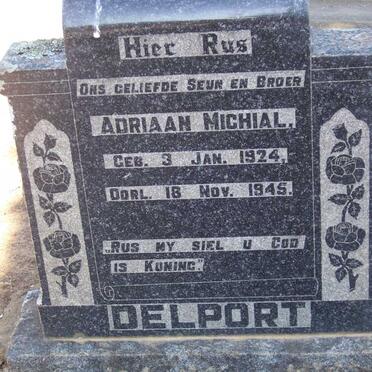 Hier Rus
Ons geliefde Seun en Broer
Adriaan Michial.
Geb. 3 Jan. 1924,
Oorl. 18 Nov. 1945.
„Rus my siel u God
is Koning."
DELPORT